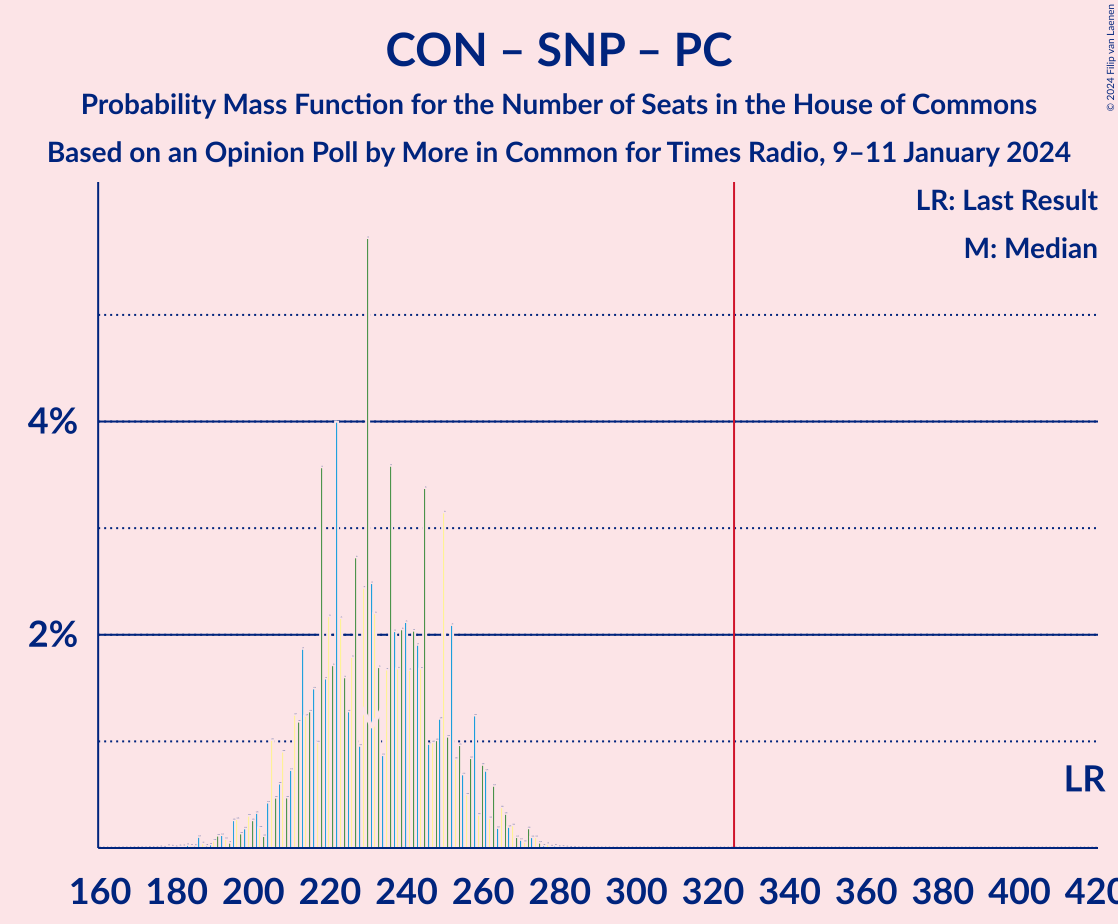 CON – SNP – PC
Probability Mass Function for the Number of Seats in the House of Commons
Based on an Opinion Poll by More in Common for Times Radio, 9–11 January 2024
© 2024 Filip van Laenen
LR: Last Result
M: Median
4%
2%
LR
160 180 200 220 240 260 280 300 320 340 360 380 400 420